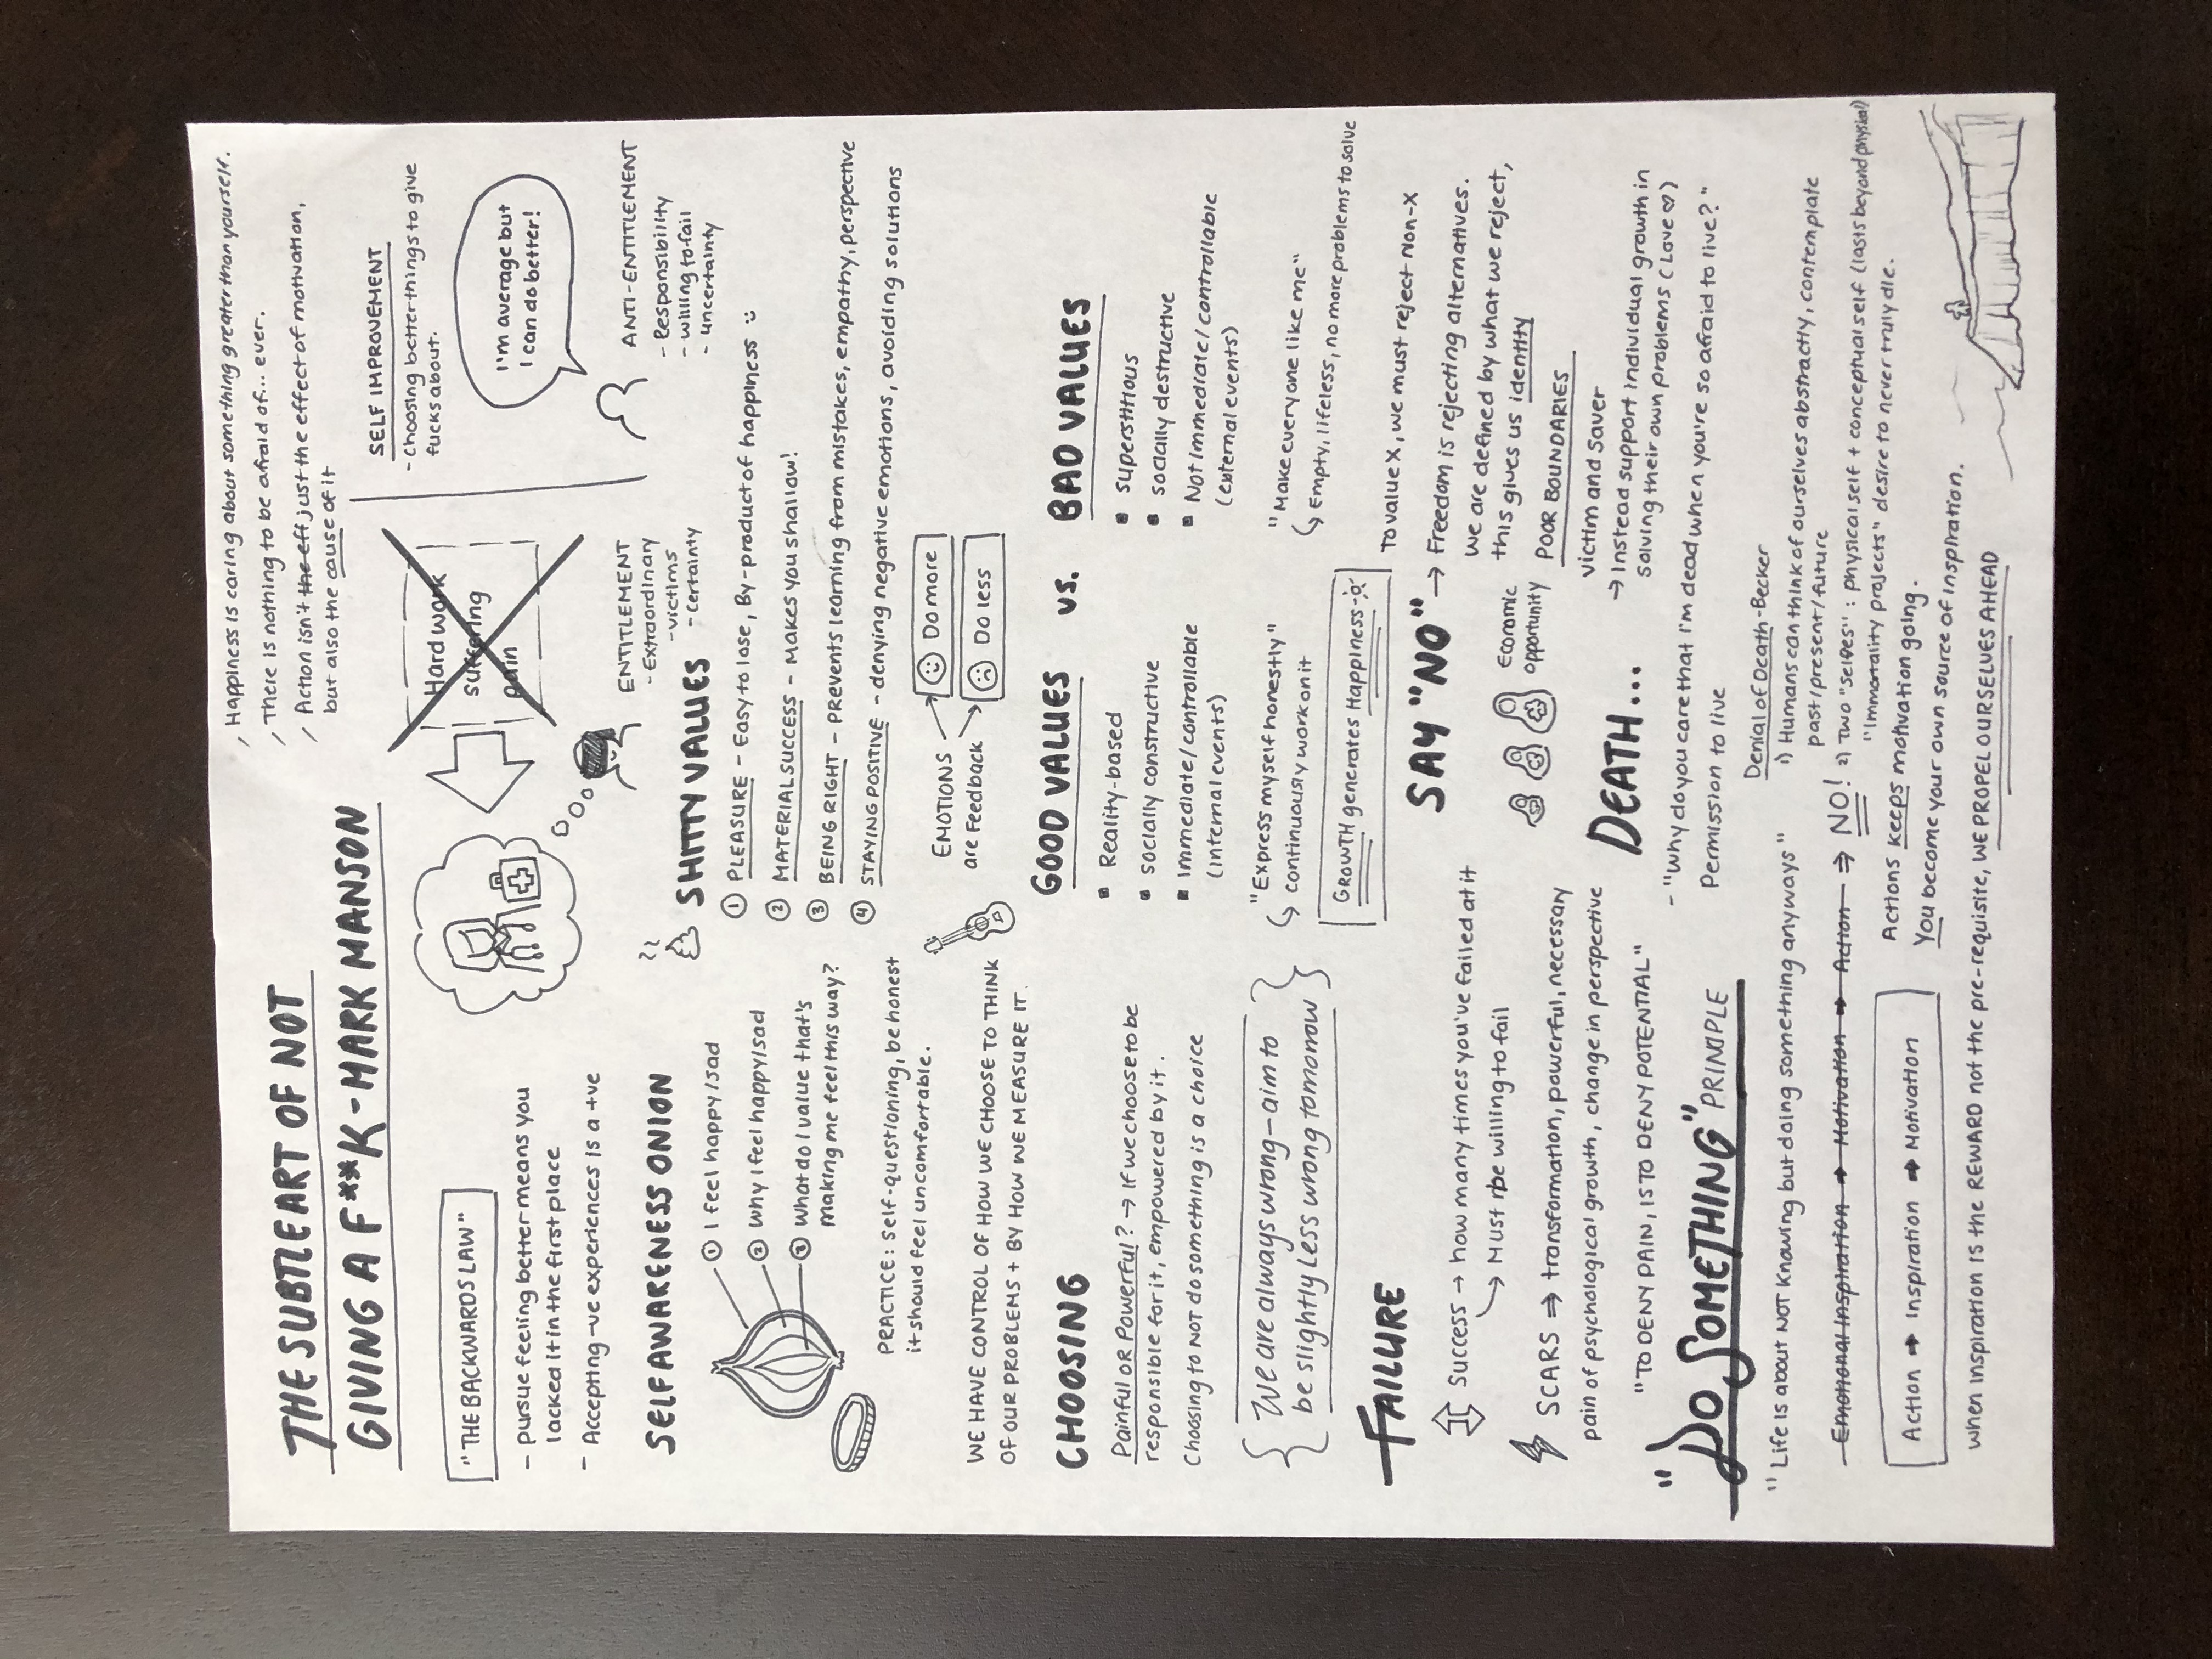 THE SUBTLE ART OF NOT
GIVING A F**K - MARK MANSON
, Happiness is caring about something greater than yourself.
, There is nothing to be afraid of... ever.
/ Action isn't the eff just the effect of motivation,
but also the cause of it
"THE BACKWARDS LAW"
- pursue feeling better means you
lacked it in the first place
- Accepting -ve experiences is a +ve
Hard work
suffering
pain
ENTITLEMENT
- Extraordinary
- victims
- certainty
SELF IMPROVEMENT
- choosing better things to give
fucks about.
I'm average but
I can do better!
ANTI-ENTITLEMENT
- Responsibility
- willing to fail
- uncertainty
SELF AWARENESS ONION
① I feel happy/sad
② Why I feel happy/sad
③ What do I value that's
making me feel this way?
PRACTICE: self-questioning, be honest
it should feel uncomfortable.
WE HAVE CONTROL OF HOW WE CHOOSE TO THINK
OF OUR PROBLEMS + BY HOW WE MEASURE IT.
SHITTY VALUES
① PLEASURE - Easy to lose, By-product of happiness
② MATERIAL SUCCESS - Makes you shallow!
③ BEING RIGHT - Prevents learning from mistakes, empathy, perspective
④ STAYING POSITIVE - denying negative emotions, avoiding solutions
EMOTIONS
are Feedback
Do more
Do less
CHOOSING
Painful OR Powerful? → If we choose to be
responsible for it, empowered by it.
Choosing to NOT do something is a choice
{ We are always wrong - aim to
be slightly less wrong tomorrow }
GOOD VALUES vs. BAD VALUES
▪ Reality-based
▪ socially constructive
▪ Immediate/controllable
(internal events)
"Express myself honestly"
↳ continuously work on it
GROWTH generates Happiness
▪ superstitious
▪ socially destructive
▪ Not immediate/controllable
(external events)
"Make everyone like me"
↳ Empty, lifeless, no more problems to solve
FAILURE
Success → how many times you've failed at it
→ Must be willing to fail
SCARS ⇒ transformation, powerful, necessary
pain of psychological growth, change in perspective
"TO DENY PAIN, IS TO DENY POTENTIAL"
To value X, we must reject Non-X
SAY "NO" → Freedom is rejecting alternatives.
We are defined by what we reject,
this gives us identity
Economic
opportunity
POOR BOUNDARIES
victim and saver
→ Instead support individual growth in
solving their own problems (Love ♡)
DEATH...
- "Why do you care that I'm dead when you're so afraid to live?"
Permission to live
Denial of Death - Becker
1) Humans can think of ourselves abstractly, contemplate
past/present/future
2) TWO "selves": physical self + conceptual self (lasts beyond physical)
"Immortality projects" desire to never truly die.
"DO SOMETHING" PRINCIPLE
"Life is about NOT Knowing but doing something anyways"
Emotional Inspiration → Motivation → Action ⇒ NO!
Action → Inspiration → Motivation
Actions keeps motivation going.
You become your own source of inspiration.
When inspiration is the REWARD not the pre-requisite, WE PROPEL OURSELVES AHEAD